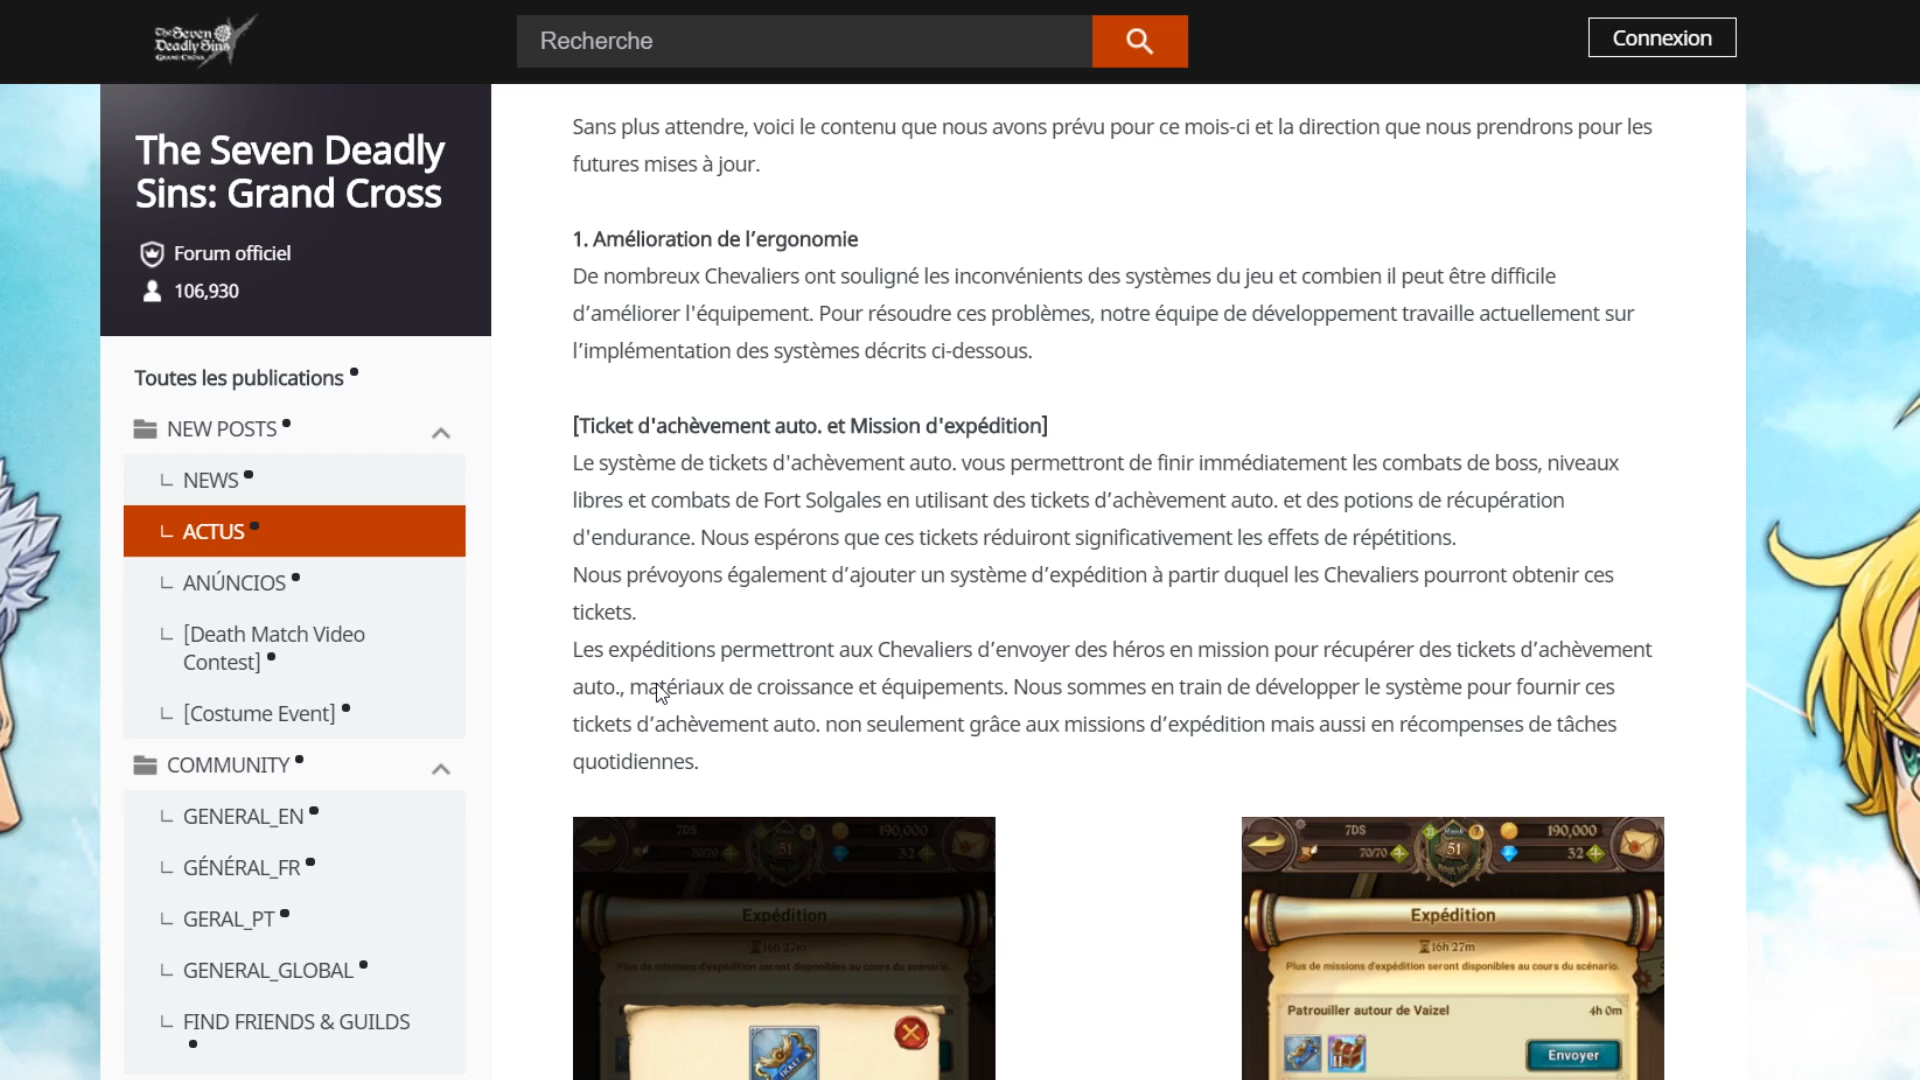 The Seven
Deadly Sins
GRAND CROSS
Recherche
Connexion
The Seven Deadly
Sins: Grand Cross
Forum officiel
106,930
Toutes les publications
NEW POSTS
NEWS
ACTUS
ANÚNCIOS
[Death Match Video
Contest]
[Costume Event]
COMMUNITY
GENERAL_EN
GÉNÉRAL_FR
GERAL_PT
GENERAL_GLOBAL
FIND FRIENDS & GUILDS
Sans plus attendre, voici le contenu que nous avons prévu pour ce mois-ci et la direction que nous prendrons pour les
futures mises à jour.
1. Amélioration de l’ergonomie
De nombreux Chevaliers ont souligné les inconvénients des systèmes du jeu et combien il peut être difficile
d’améliorer l'équipement. Pour résoudre ces problèmes, notre équipe de développement travaille actuellement sur
l’implémentation des systèmes décrits ci-dessous.
[Ticket d'achèvement auto. et Mission d'expédition]
Le système de tickets d'achèvement auto. vous permettront de finir immédiatement les combats de boss, niveaux
libres et combats de Fort Solgales en utilisant des tickets d’achèvement auto. et des potions de récupération
d'endurance. Nous espérons que ces tickets réduiront significativement les effets de répétitions.
Nous prévoyons également d’ajouter un système d’expédition à partir duquel les Chevaliers pourront obtenir ces
tickets.
Les expéditions permettront aux Chevaliers d’envoyer des héros en mission pour récupérer des tickets d’achèvement
auto., matériaux de croissance et équipements. Nous sommes en train de développer le système pour fournir ces
tickets d’achèvement auto. non seulement grâce aux missions d’expédition mais aussi en récompenses de tâches
quotidiennes.
7DS Rank 190,000
70/70 51 32
Expédition
16h 27m
Plus de missions d'expédition seront disponibles au cours du scénario.
TICKET
7DS Rank 190,000
70/70 51 32
Expédition
16h 27m
Plus de missions d'expédition seront disponibles au cours du scénario.
Patrouiller autour de Vaizel 4h 0m
Envoyer